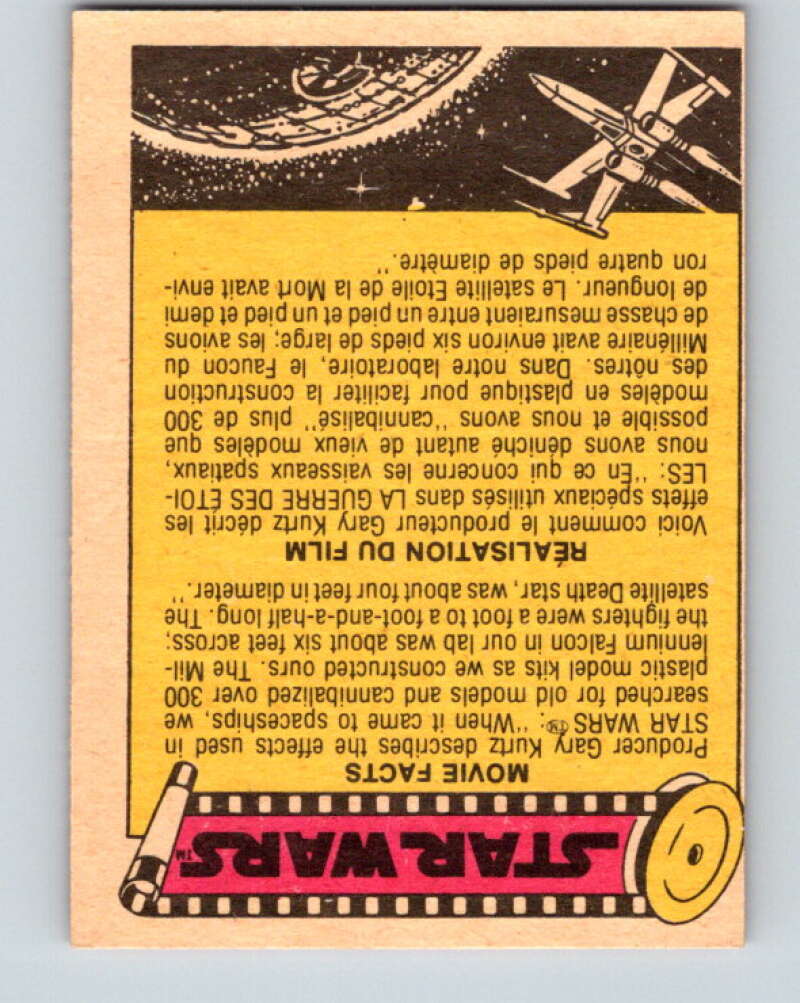 STAR WARS™
MOVIE FACTS
Producer Gary Kurtz describes the effects used in
STAR WARS™: "When it came to spaceships, we
searched for old models and cannibalized over 300
plastic model kits as we constructed ours. The Mil-
lennium Falcon in our lab was about six feet across;
the fighters were a foot to a foot-and-a-half long. The
satellite Death star, was about four feet in diameter."
RÉALISATION DU FILM
Voici comment le producteur Gary Kurtz décrit les
effets spéciaux utilisés dans LA GUERRE DES ÉTOI-
LES: "En ce qui concerne les vaisseaux spatiaux,
nous avons déniché autant de vieux modèles que
possible et nous avons "cannibalisé" plus de 300
modèles en plastique pour faciliter la construction
des nôtres. Dans notre laboratoire, le Faucon du
Millénaire avait environ six pieds de large; les avions
de chasse mesuraient entre un pied et un pied et demi
de longueur. Le satellite Etoile de la Mort avait envi-
ron quatre pieds de diamètre."